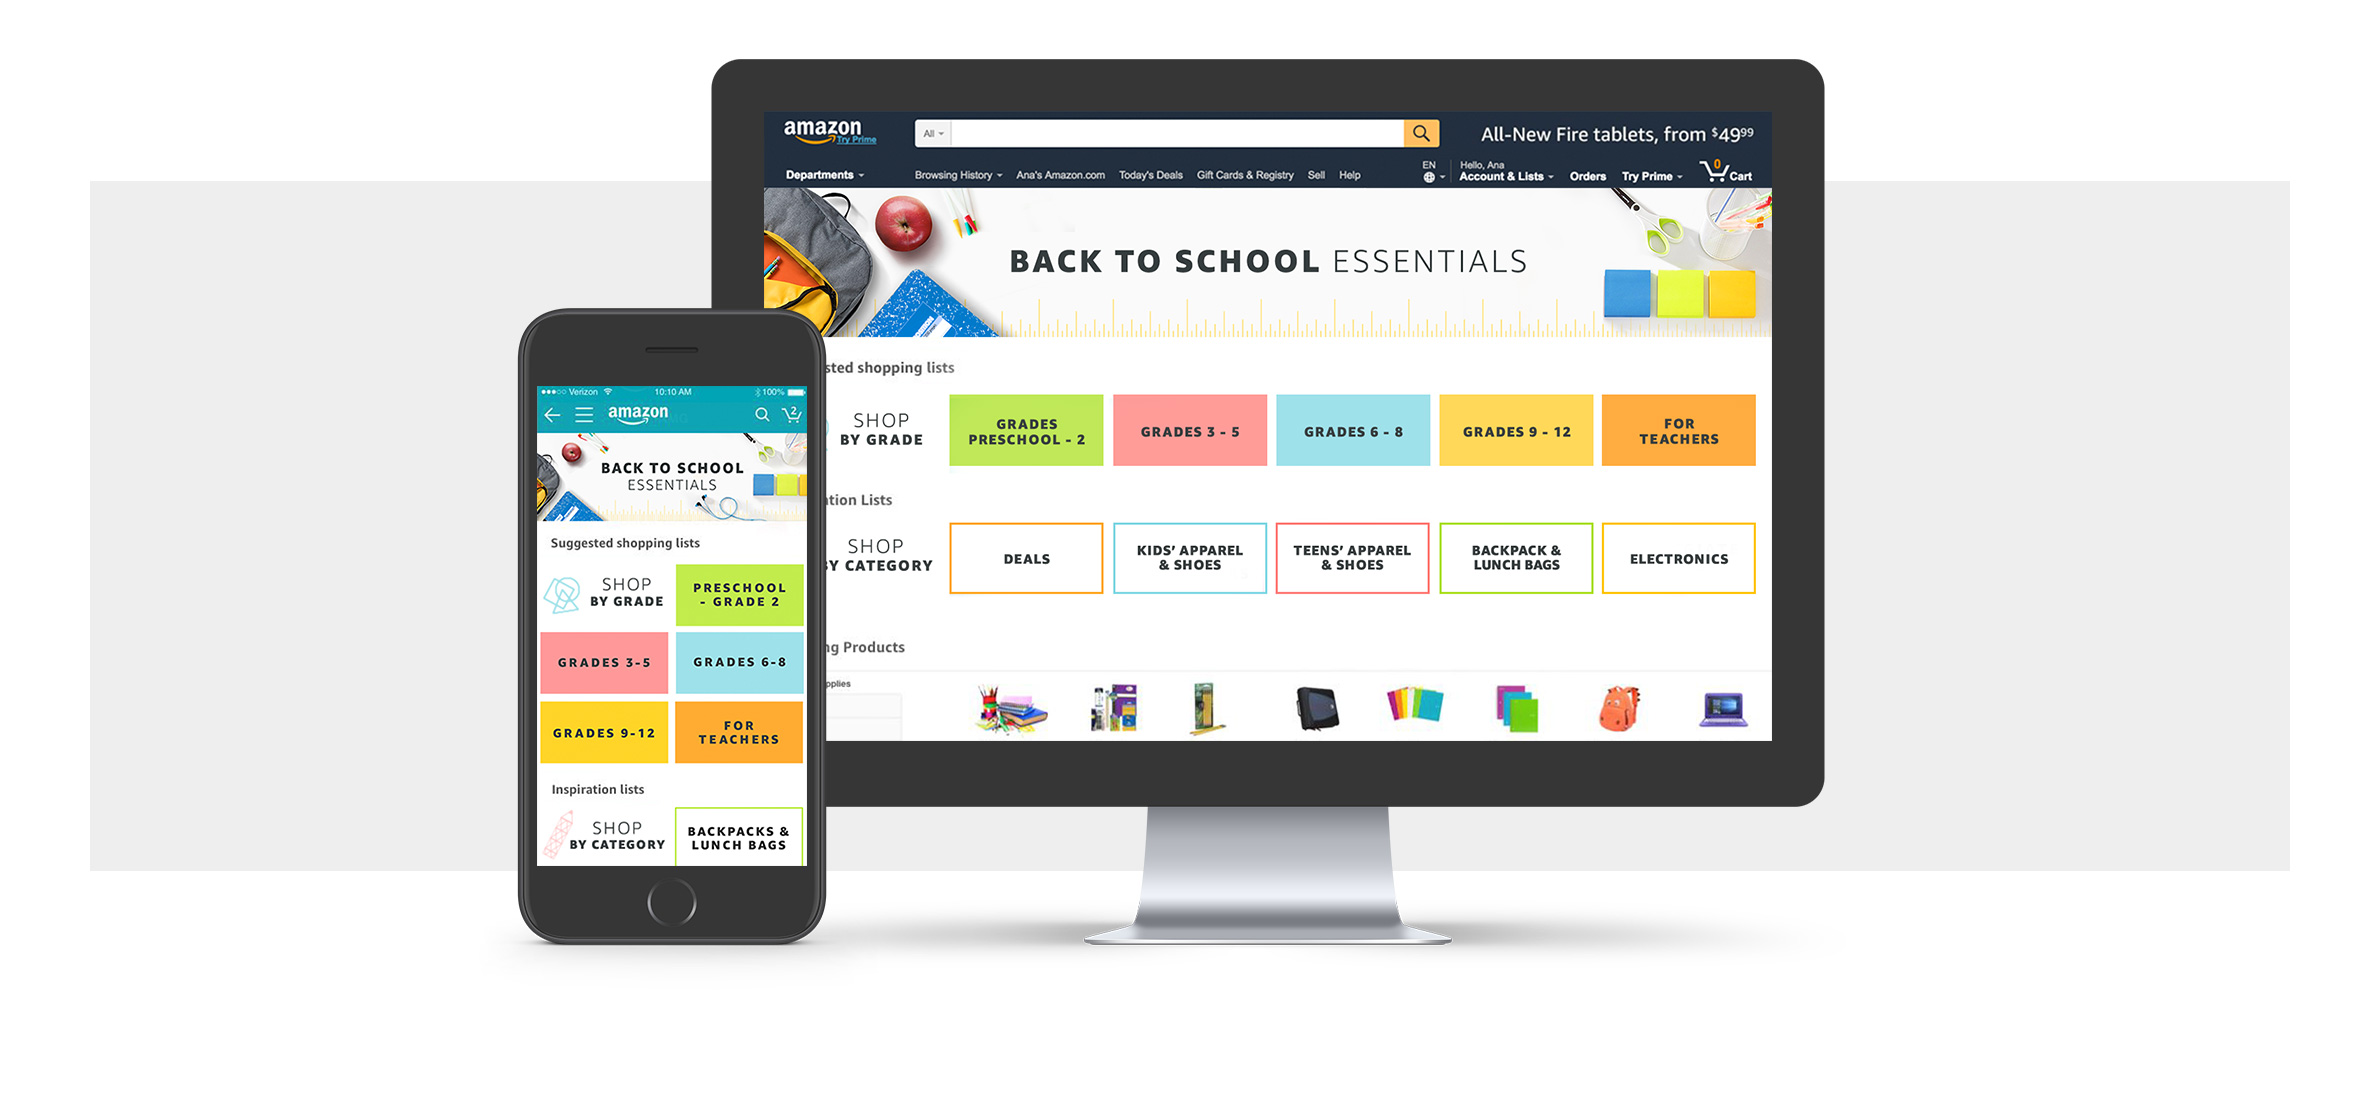 amazon
Try Prime
All
All-New Fire tablets, from $49.99
Departments
Browsing History
Ana's Amazon.com
Today's Deals
Gift Cards & Registry
Sell
Help
EN
Hello, Ana
Account & Lists
Orders
Try Prime
0
Cart
BACK TO SCHOOL ESSENTIALS
sted shopping lists
SHOP
BY GRADE
GRADES
PRESCHOOL - 2
GRADES 3 - 5
GRADES 6 - 8
GRADES 9 - 12
FOR
TEACHERS
ation Lists
SHOP
BY CATEGORY
DEALS
KIDS' APPAREL
& SHOES
TEENS' APPAREL
& SHOES
BACKPACK &
LUNCH BAGS
ELECTRONICS
ng Products
pplies
Verizon
10:10 AM
100%
amazon
2
BACK TO SCHOOL
ESSENTIALS
Suggested shopping lists
SHOP
BY GRADE
PRESCHOOL
- GRADE 2
GRADES 3-5
GRADES 6-8
GRADES 9-12
FOR
TEACHERS
Inspiration lists
SHOP
BY CATEGORY
BACKPACKS &
LUNCH BAGS